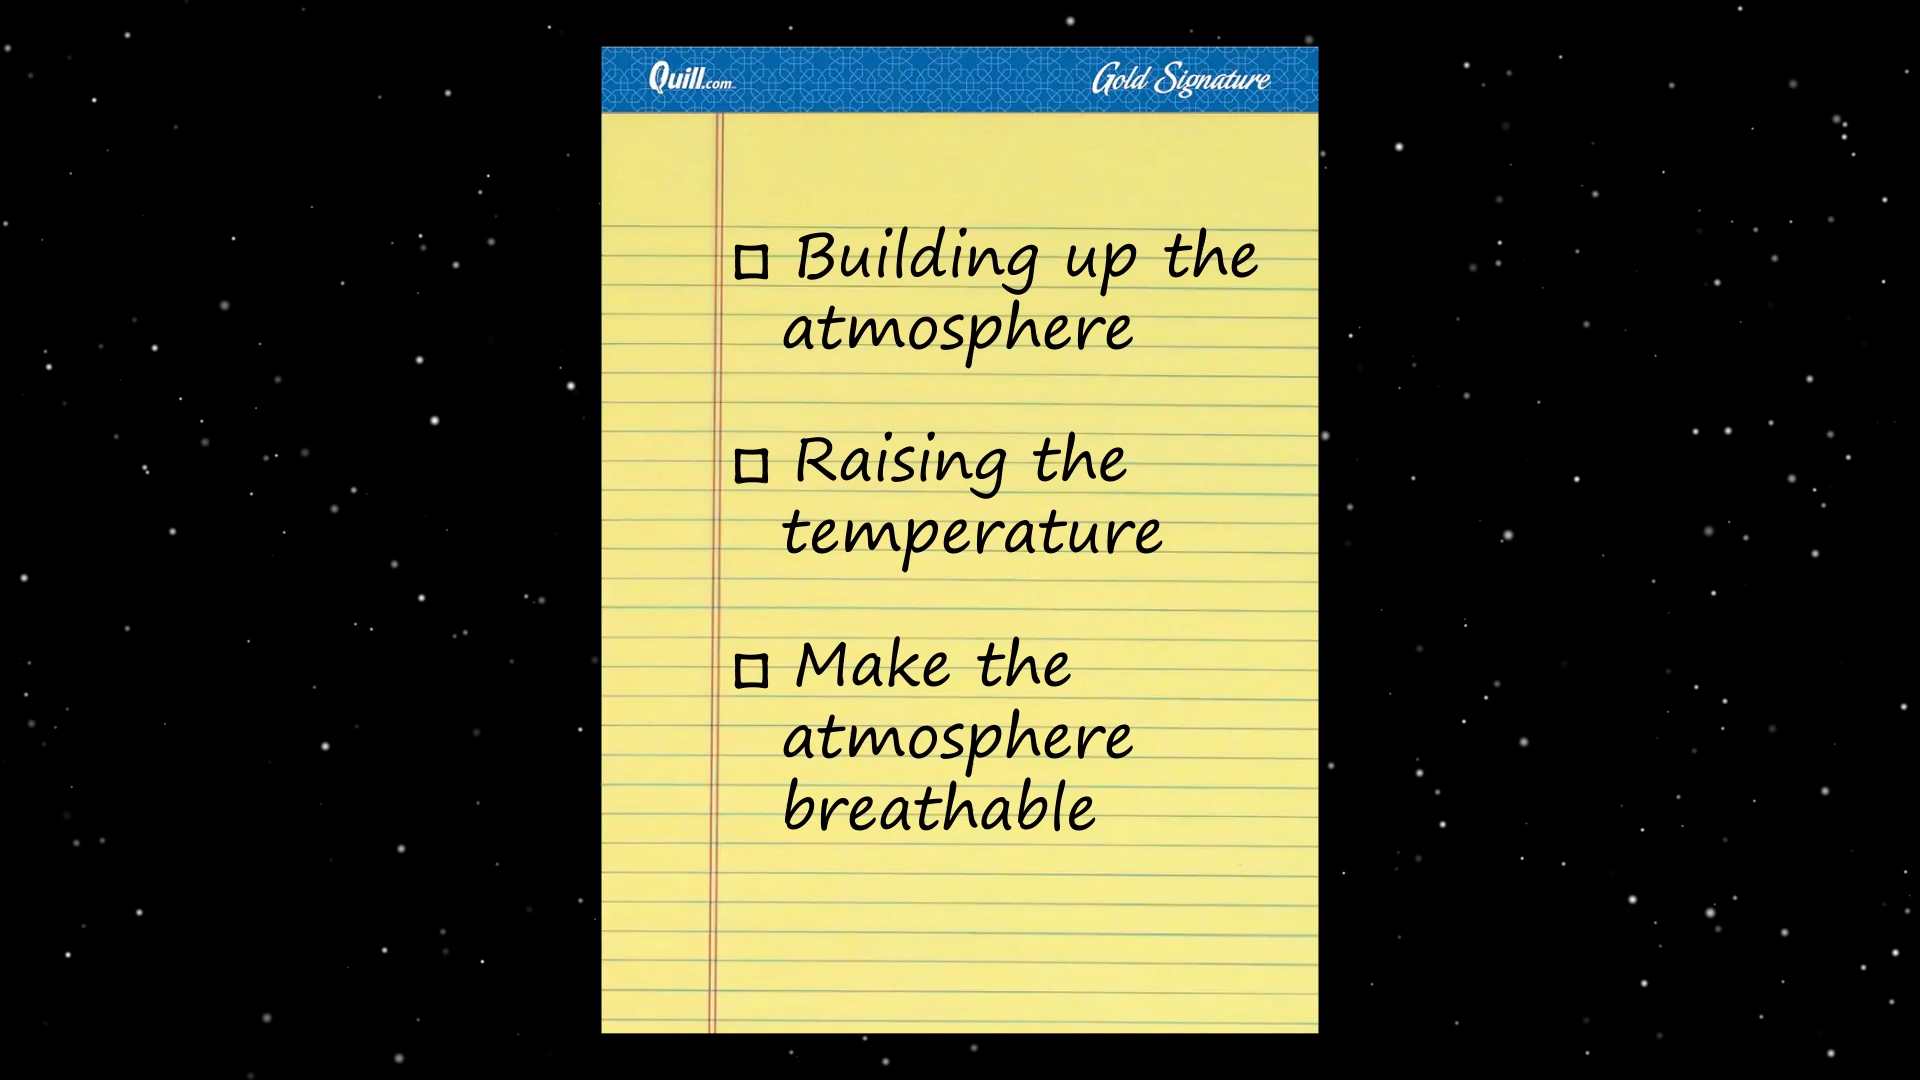 Quill.com
Gold Signature
□ Building up the
atmosphere
□ Raising the
temperature
□ Make the
atmosphere
breathable